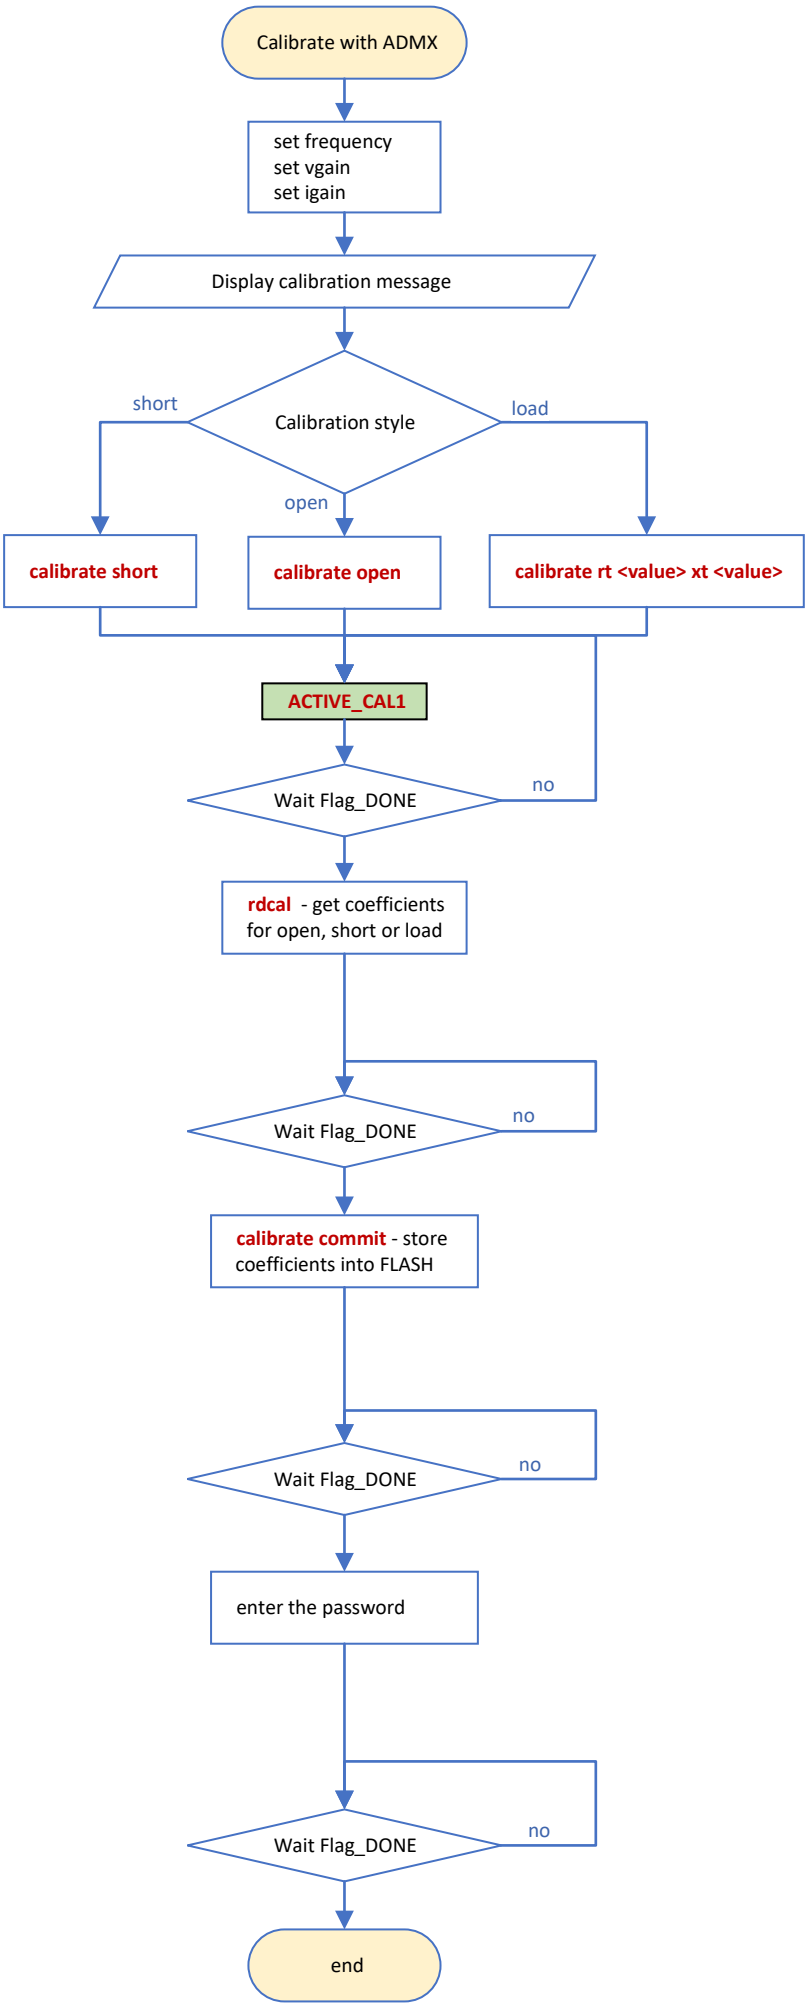 Calibrate with ADMX
set frequency
set vgain
set igain
Display calibration message
short
Calibration style
load
open
calibrate short
calibrate open
calibrate rt <value> xt <value>
ACTIVE_CAL1
Wait Flag_DONE
no
rdcal - get coefficients
for open, short or load
Wait Flag_DONE
no
calibrate commit - store
coefficients into FLASH
Wait Flag_DONE
no
enter the password
Wait Flag_DONE
no
end